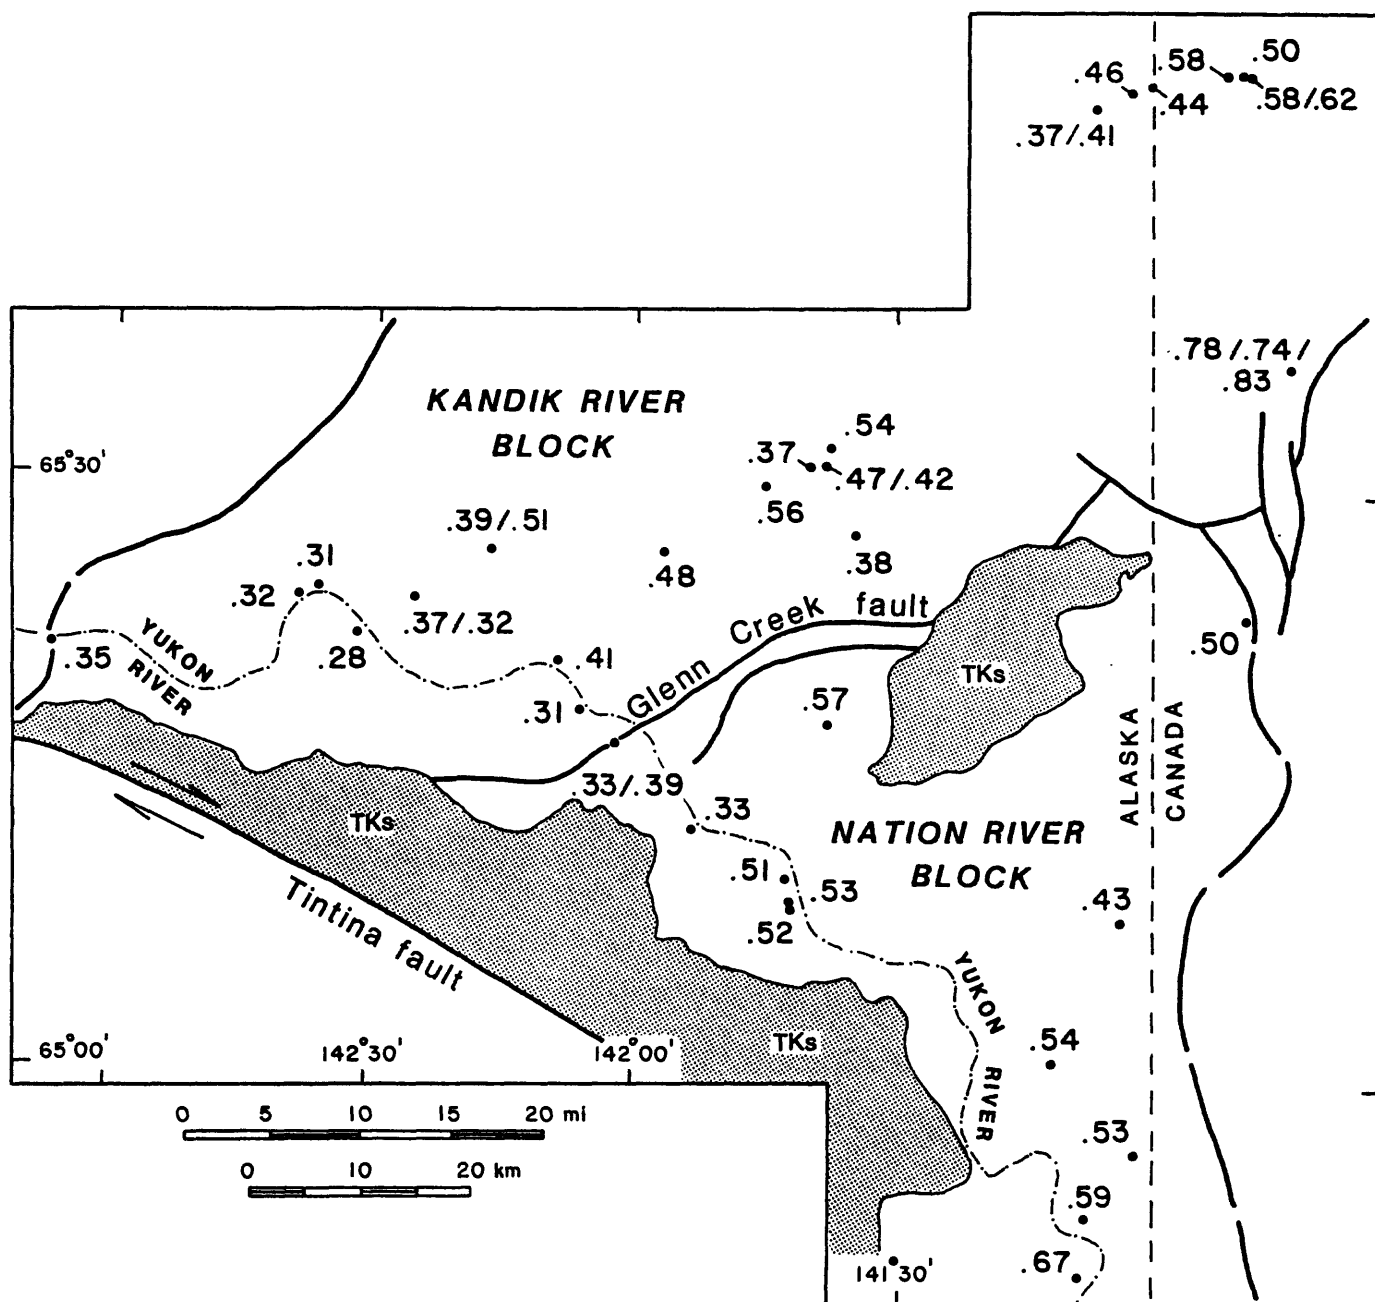 .50
.58
.46
.58/.62
.44
.37/.41
.78/.74/
.83
KANDIK RIVER
BLOCK
.54
.37
65°30'
.47/.42
.56
.39/.51
.38
.48
.31
.32
.37/.32
Glenn Creek fault
YUKON
RIVER
.35
.28
.41
.50
TKs
.31
.57
ALASKA
CANADA
.33/.39
.33
TKs
NATION RIVER
BLOCK
.51
.53
.43
.52
Tintina fault
YUKON
RIVER
TKs
65°00'
142°30'
142°00'
.54
0 5 10 15 20 mi
.53
0 20 km
.59
.67
141°30'